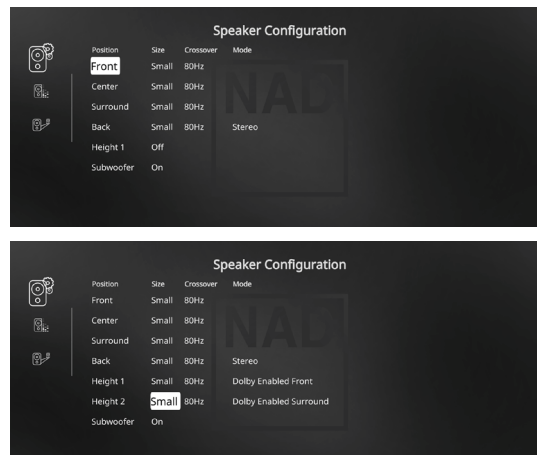 Speaker Configuration
Position Size Crossover Mode
Front Small 80Hz
Center Small 80Hz
Surround Small 80Hz
Back Small 80Hz Stereo
Height 1 Off
Subwoofer On
NAD
Speaker Configuration
Position Size Crossover Mode
Front Small 80Hz
Center Small 80Hz
Surround Small 80Hz
Back Small 80Hz Stereo
Height 1 Small 80Hz Dolby Enabled Front
Height 2 Small 80Hz Dolby Enabled Surround
Subwoofer On
NAD